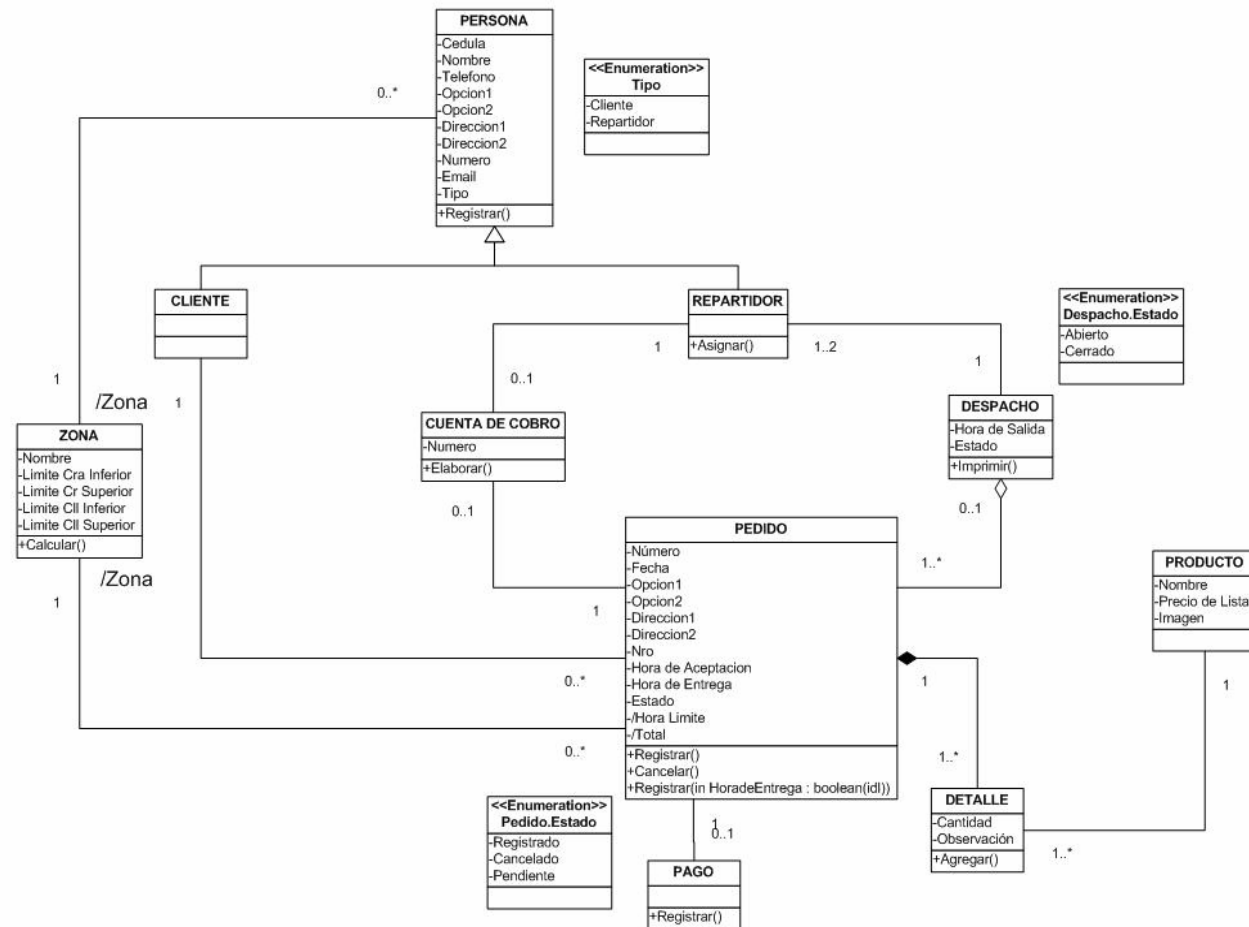 PERSONA
-Cedula
-Nombre
-Telefono
-Opcion1
-Opcion2
-Direccion1
-Direccion2
-Numero
-Email
-Tipo
+Registrar()
<<Enumeration>>
Tipo
-Cliente
-Repartidor
0..*
CLIENTE
REPARTIDOR
+Asignar()
<<Enumeration>>
Despacho.Estado
-Abierto
-Cerrado
1
1..2
1
0..1
1
/Zona
1
ZONA
-Nombre
-Limite Cra Inferior
-Limite Cr Superior
-Limite Cll Inferior
-Limite Cll Superior
+Calcular()
/Zona
1
CUENTA DE COBRO
-Numero
+Elaborar()
0..1
DESPACHO
-Hora de Salida
-Estado
+Imprimir()
0..1
1..*
PEDIDO
-Número
-Fecha
-Opcion1
-Opcion2
-Direccion1
-Direccion2
-Nro
-Hora de Aceptacion
-Hora de Entrega
-Estado
-/Hora Limite
-/Total
+Registrar()
+Cancelar()
+Registrar(in HoradeEntrega : boolean(idl))
1
0..*
0..*
PRODUCTO
-Nombre
-Precio de Lista
-Imagen
1
1
1..*
DETALLE
-Cantidad
-Observación
+Agregar()
1..*
<<Enumeration>>
Pedido.Estado
-Registrado
-Cancelado
-Pendiente
1
0..1
PAGO
+Registrar()